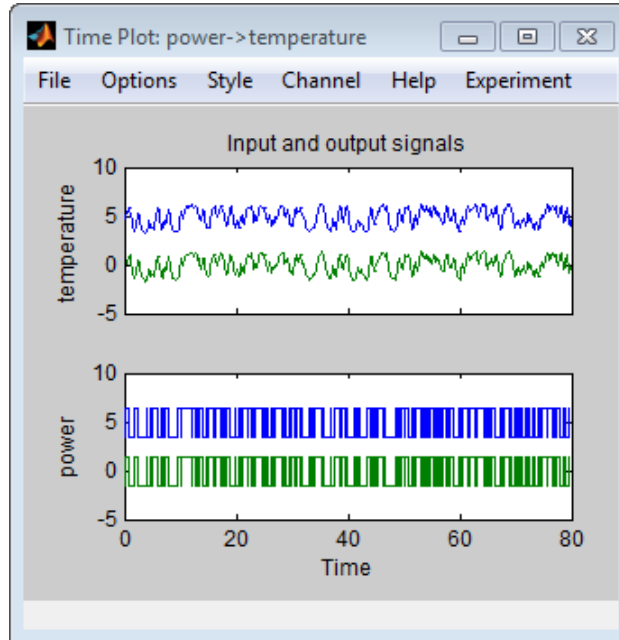 Time Plot: power->temperature
File Options Style Channel Help Experiment
Input and output signals
10
5
0
-5
temperature
10
5
0
-5
power
0 20 40 60 80
Time